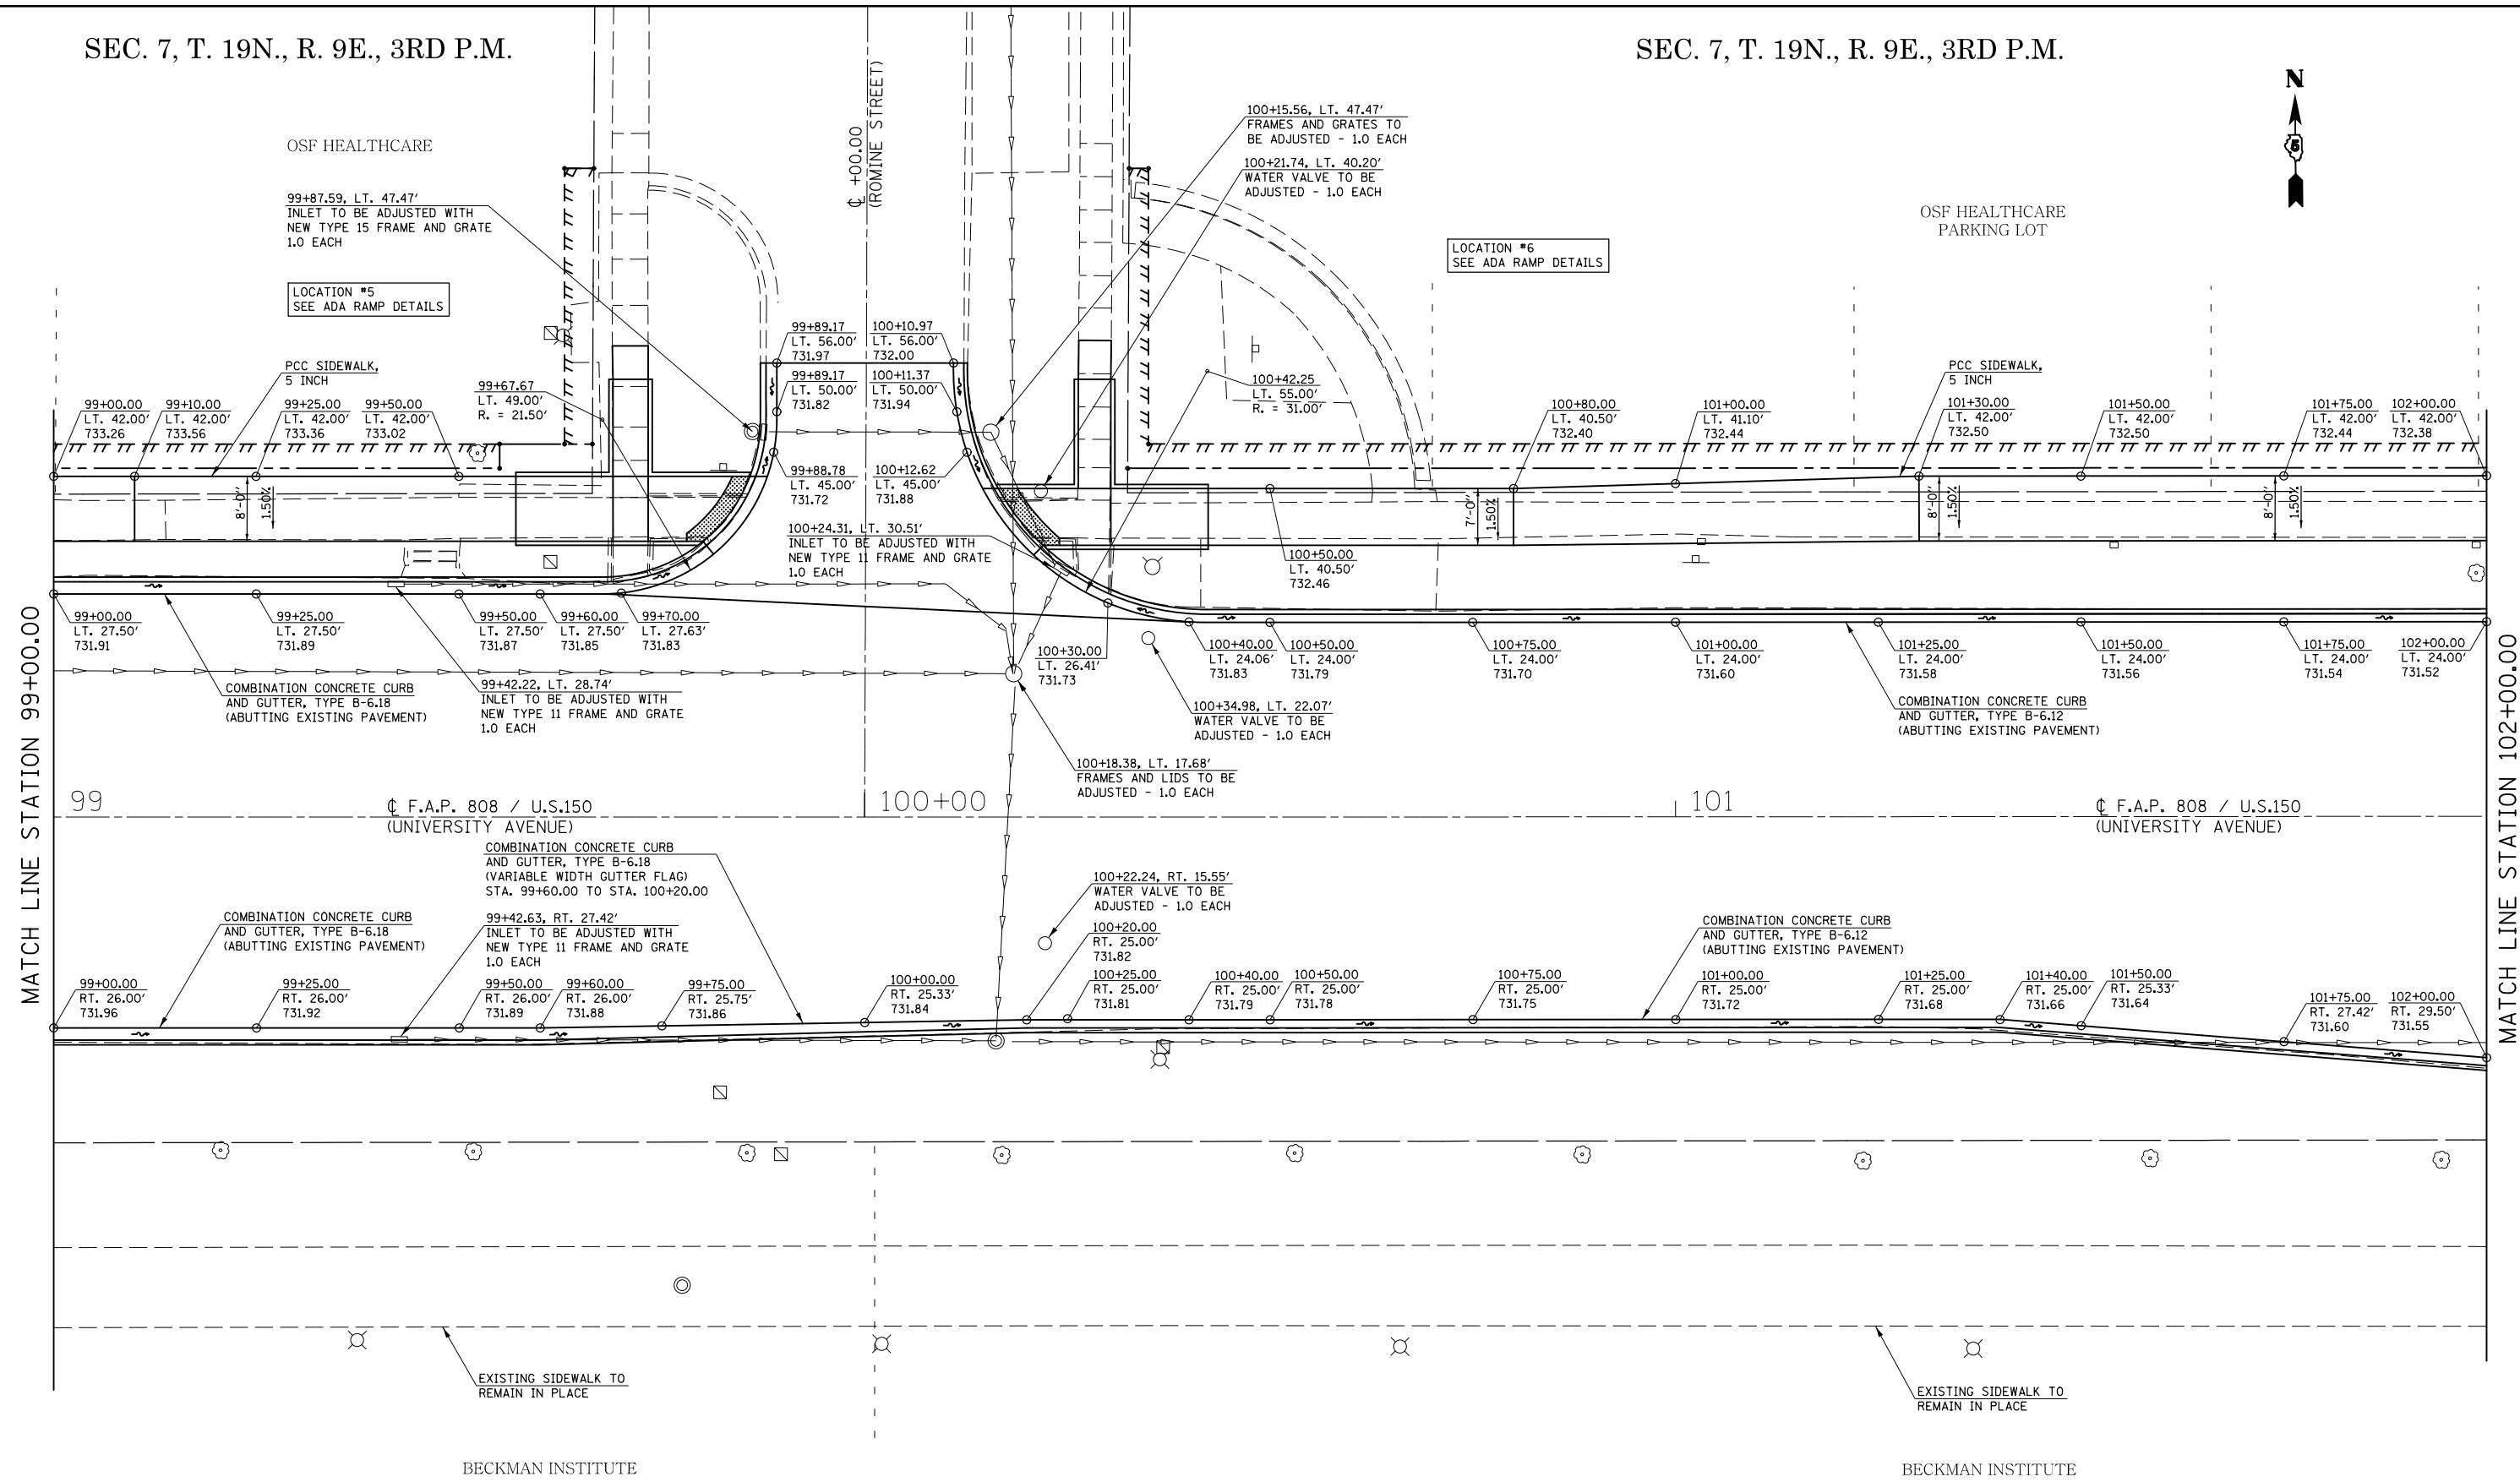 SEC. 7, T. 19N., R. 9E., 3RD P.M.
SEC. 7, T. 19N., R. 9E., 3RD P.M.
N
5
OSF HEALTHCARE
99+87.59, LT. 47.47'
INLET TO BE ADJUSTED WITH
NEW TYPE 15 FRAME AND GRATE
1.0 EACH
LOCATION #5
SEE ADA RAMP DETAILS
℄ +00.00
(ROMINE STREET)
100+15.56, LT. 47.47'
FRAMES AND GRATES TO
BE ADJUSTED - 1.0 EACH
100+21.74, LT. 40.20'
WATER VALVE TO BE
ADJUSTED - 1.0 EACH
LOCATION #6
SEE ADA RAMP DETAILS
OSF HEALTHCARE
PARKING LOT
PCC SIDEWALK,
5 INCH
99+00.00
LT. 42.00'
733.26
99+10.00
LT. 42.00'
733.56
99+25.00
LT. 42.00'
733.36
99+50.00
LT. 42.00'
733.02
99+67.67
LT. 49.00'
R. = 21.50'
99+89.17
LT. 56.00'
731.97
100+10.97
LT. 56.00'
732.00
99+89.17
LT. 50.00'
731.82
100+11.37
LT. 50.00'
731.94
99+88.78
LT. 45.00'
731.72
100+12.62
LT. 45.00'
731.88
100+42.25
LT. 55.00'
R. = 31.00'
100+80.00
LT. 40.50'
732.40
101+00.00
LT. 41.10'
732.44
PCC SIDEWALK,
5 INCH
101+30.00
LT. 42.00'
732.50
101+50.00
LT. 42.00'
732.50
101+75.00
LT. 42.00'
732.44
102+00.00
LT. 42.00'
732.38
8'-0"
1.50%
7'-0"
1.50%
8'-0"
1.50%
8'-0"
1.50%
100+24.31, LT. 30.51'
INLET TO BE ADJUSTED WITH
NEW TYPE 11 FRAME AND GRATE
1.0 EACH
100+50.00
LT. 40.50'
732.46
99+00.00
LT. 27.50'
731.91
99+25.00
LT. 27.50'
731.89
99+50.00
LT. 27.50'
731.87
99+60.00
LT. 27.50'
731.85
99+70.00
LT. 27.63'
731.83
100+30.00
LT. 26.41'
731.73
100+40.00
LT. 24.06'
731.83
100+50.00
LT. 24.00'
731.79
100+75.00
LT. 24.00'
731.70
101+00.00
LT. 24.00'
731.60
101+25.00
LT. 24.00'
731.58
101+50.00
LT. 24.00'
731.56
101+75.00
LT. 24.00'
731.54
102+00.00
LT. 24.00'
731.52
COMBINATION CONCRETE CURB
AND GUTTER, TYPE B-6.18
(ABUTTING EXISTING PAVEMENT)
99+42.22, LT. 28.74'
INLET TO BE ADJUSTED WITH
NEW TYPE 11 FRAME AND GRATE
1.0 EACH
100+34.98, LT. 22.07'
WATER VALVE TO BE
ADJUSTED - 1.0 EACH
COMBINATION CONCRETE CURB
AND GUTTER, TYPE B-6.12
(ABUTTING EXISTING PAVEMENT)
100+18.38, LT. 17.68'
FRAMES AND LIDS TO BE
ADJUSTED - 1.0 EACH
MATCH LINE STATION 99+00.00
MATCH LINE STATION 102+00.00
99
℄ F.A.P. 808 / U.S.150
(UNIVERSITY AVENUE)
100+00
101
℄ F.A.P. 808 / U.S.150
(UNIVERSITY AVENUE)
COMBINATION CONCRETE CURB
AND GUTTER, TYPE B-6.18
(VARIABLE WIDTH GUTTER FLAG)
STA. 99+60.00 TO STA. 100+20.00
COMBINATION CONCRETE CURB
AND GUTTER, TYPE B-6.18
(ABUTTING EXISTING PAVEMENT)
99+42.63, RT. 27.42'
INLET TO BE ADJUSTED WITH
NEW TYPE 11 FRAME AND GRATE
1.0 EACH
100+22.24, RT. 15.55'
WATER VALVE TO BE
ADJUSTED - 1.0 EACH
COMBINATION CONCRETE CURB
AND GUTTER, TYPE B-6.12
(ABUTTING EXISTING PAVEMENT)
99+00.00
RT. 26.00'
731.96
99+25.00
RT. 26.00'
731.92
99+50.00
RT. 26.00'
731.89
99+60.00
RT. 26.00'
731.88
99+75.00
RT. 25.75'
731.86
100+00.00
RT. 25.33'
731.84
100+20.00
RT. 25.00'
731.82
100+25.00
RT. 25.00'
731.81
100+40.00
RT. 25.00'
731.79
100+50.00
RT. 25.00'
731.78
100+75.00
RT. 25.00'
731.75
101+00.00
RT. 25.00'
731.72
101+25.00
RT. 25.00'
731.68
101+40.00
RT. 25.00'
731.66
101+50.00
RT. 25.33'
731.64
101+75.00
RT. 27.42'
731.60
102+00.00
RT. 29.50'
731.55
EXISTING SIDEWALK TO
REMAIN IN PLACE
EXISTING SIDEWALK TO
REMAIN IN PLACE
BECKMAN INSTITUTE
BECKMAN INSTITUTE